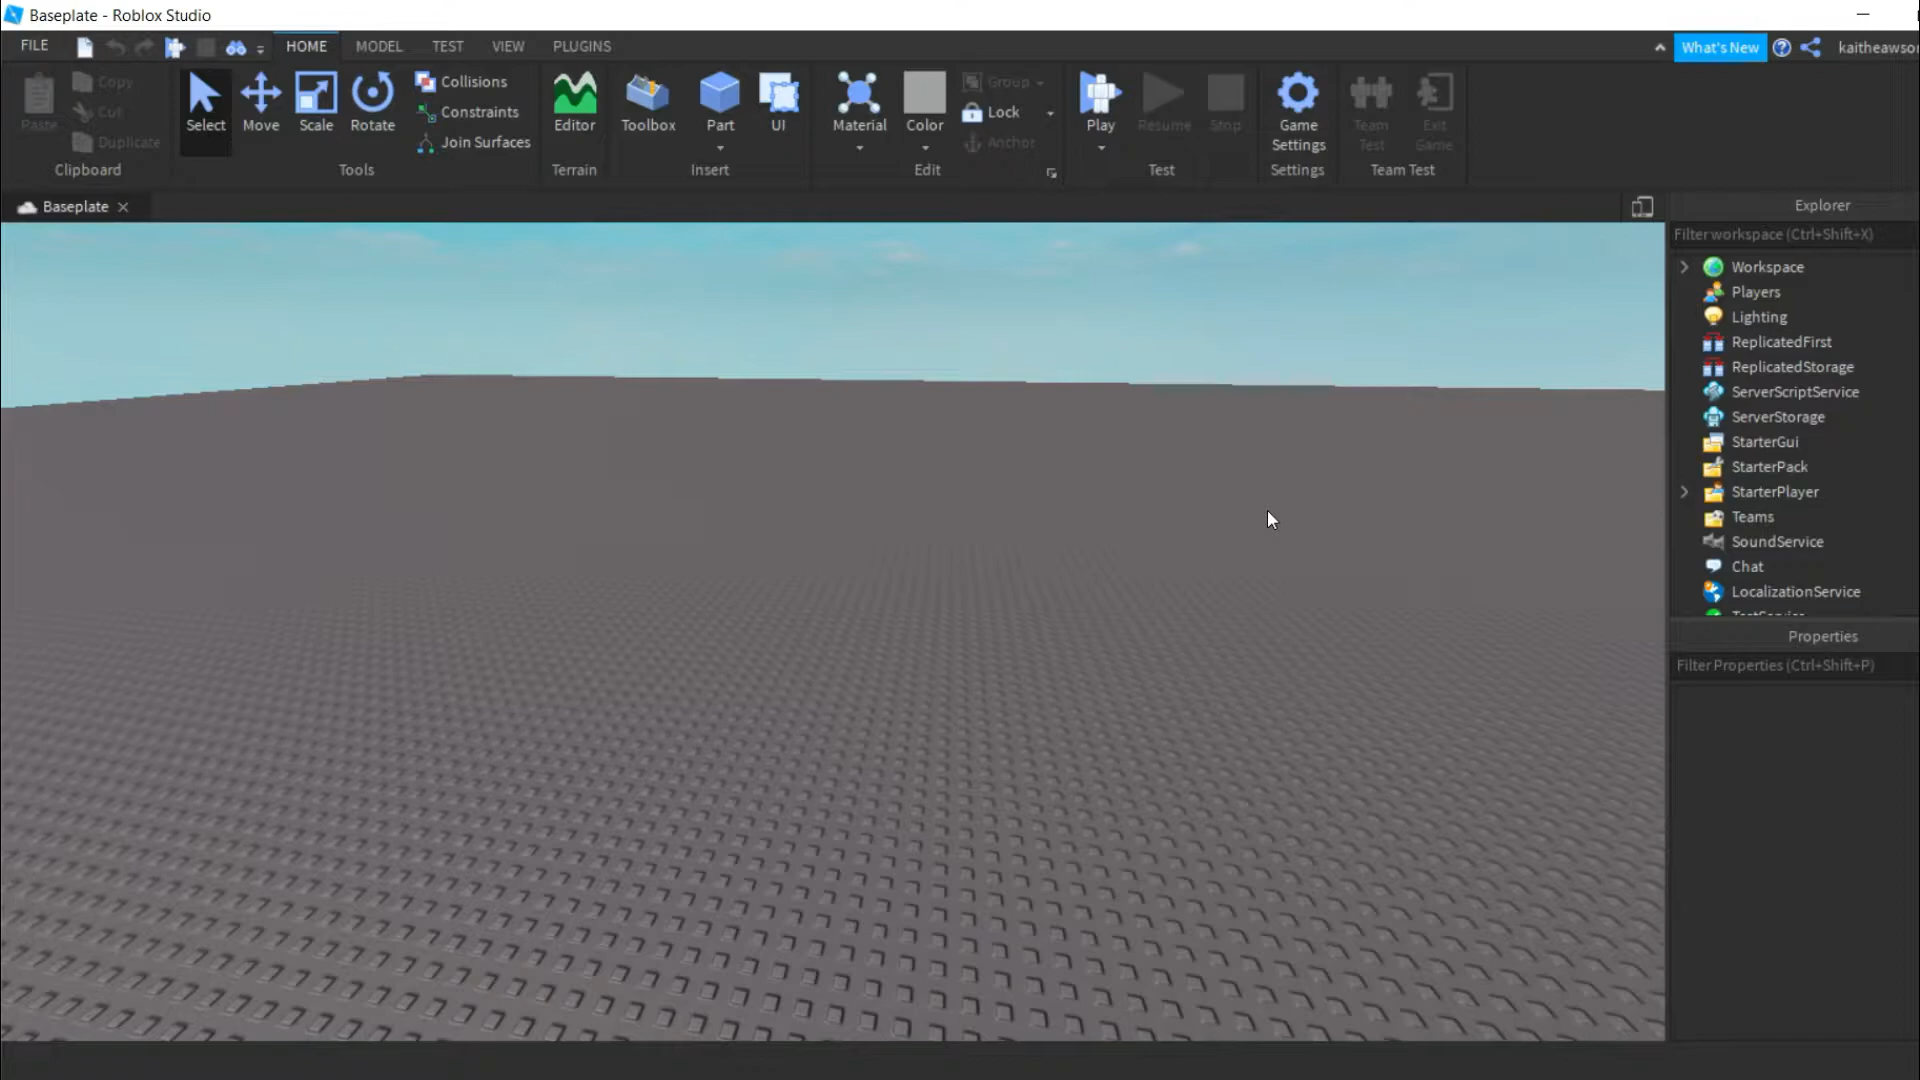 Baseplate - Roblox Studio
FILE HOME MODEL TEST VIEW PLUGINS What's New
Paste Copy Cut Duplicate
Clipboard
Select Move Scale Rotate Collisions Constraints Join Surfaces
Tools
Editor
Terrain
Toolbox Part UI
Insert
Material Color Group Lock Anchor
Edit
Play Resume Stop
Test
Game Settings
Settings
Team Test Exit Game
Team Test
Baseplate
Explorer
Filter workspace (Ctrl+Shift+X)
Workspace
Players
Lighting
ReplicatedFirst
ReplicatedStorage
ServerScriptService
ServerStorage
StarterGui
StarterPack
StarterPlayer
Teams
SoundService
Chat
LocalizationService
Properties
Filter Properties (Ctrl+Shift+P)